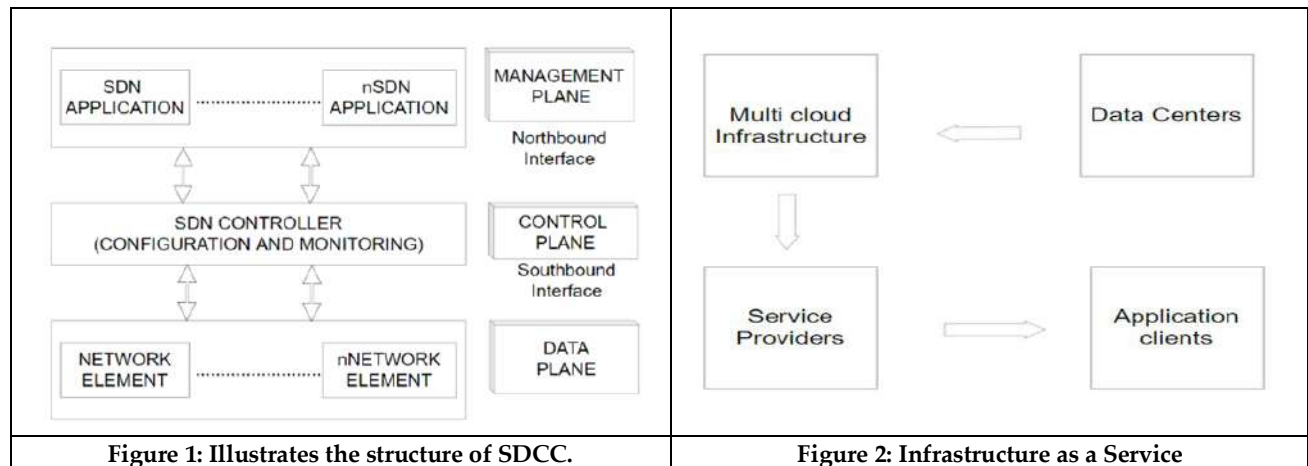 SDN
APPLICATION
nSDN
APPLICATION
MANAGEMENT
PLANE
Northbound
Interface
SDN CONTROLLER
(CONFIGURATION AND MONITORING)
CONTROL
PLANE
Southbound
Interface
NETWORK
ELEMENT
nNETWORK
ELEMENT
DATA
PLANE
Figure 1: Illustrates the structure of SDCC.
Multi cloud
Infrastructure
Data Centers
Service
Providers
Application
clients
Figure 2: Infrastructure as a Service